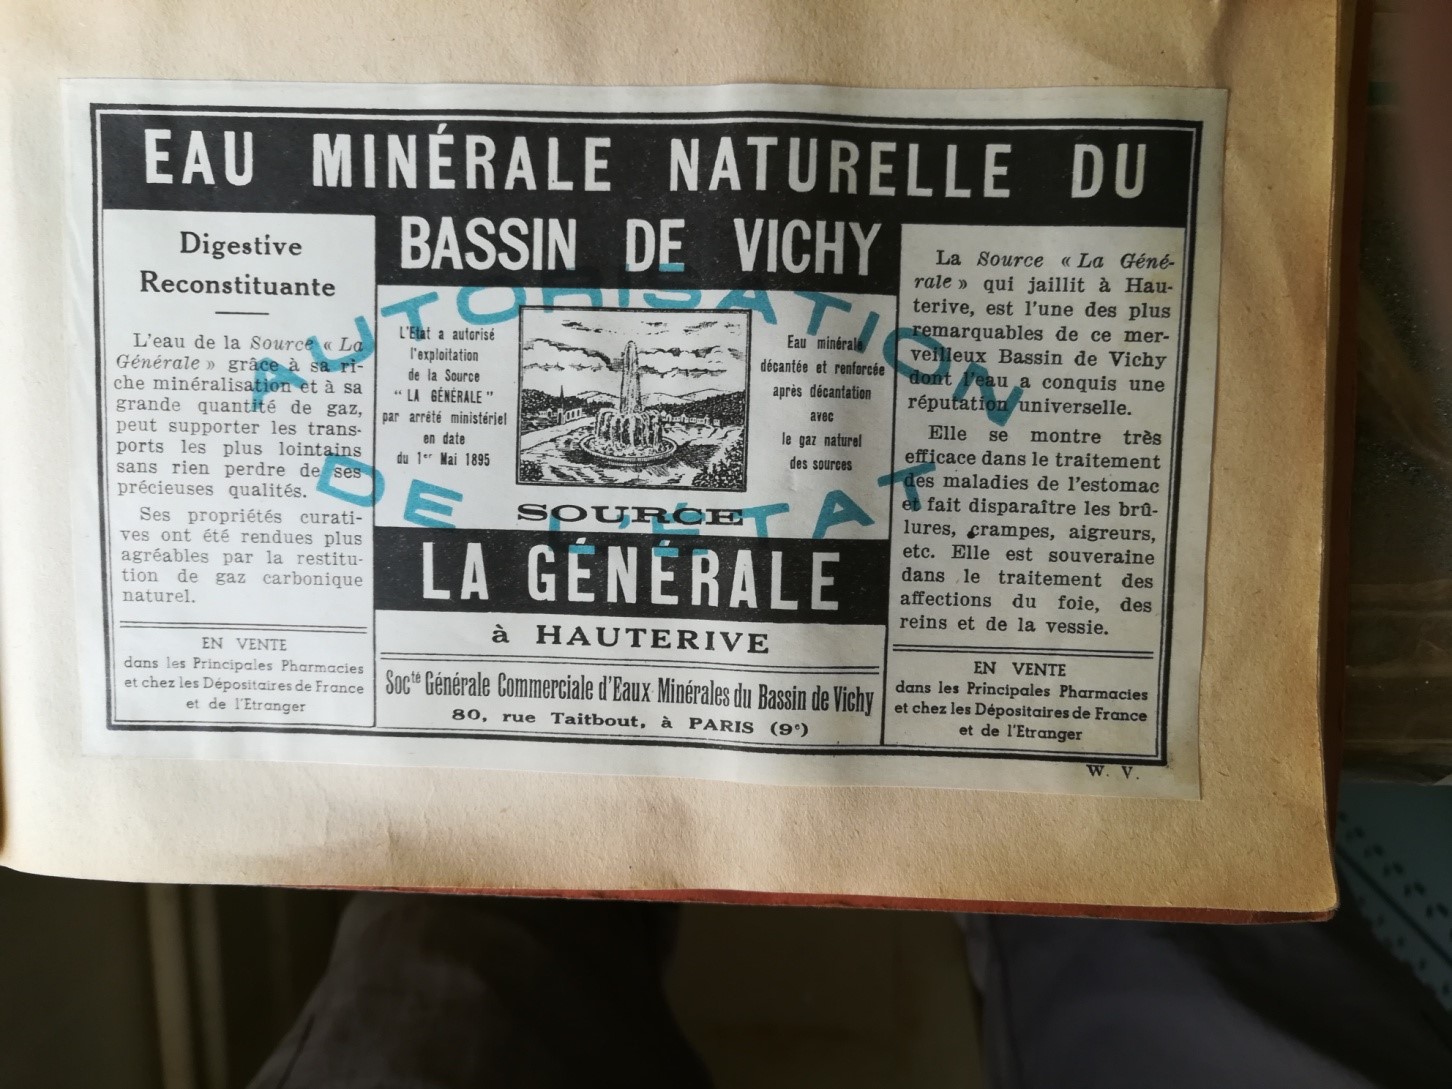 EAU MINÉRALE NATURELLE DU
BASSIN DE VICHY
Digestive
Reconstituante
L'eau de la Source « La
Générale » grâce à sa ri-
che minéralisation et à sa
grande quantité de gaz,
peut supporter les trans-
ports les plus lointains
sans rien perdre de ses
précieuses qualités.
Ses propriétés curati-
ves ont été rendues plus
agréables par la restitu-
tion de gaz carbonique
naturel.
EN VENTE
dans les Principales Pharmacies
et chez les Dépositaires de France
et de l'Etranger
AUTORISATION
DE L'ÉTAT
L'Etat a autorisé
l'exploitation
de la Source
"LA GÉNÉRALE"
par arrêté ministériel
en date
du 1er Mai 1895
Eau minérale
décantée et renforcée
après décantation
avec
le gaz naturel
des sources
SOURCE
LA GÉNÉRALE
à HAUTERIVE
Socté Générale Commerciale d'Eaux Minérales du Bassin de Vichy
80, rue Taitbout, à PARIS (9e)
La Source « La Géné-
rale » qui jaillit à Hau-
terive, est l'une des plus
remarquables de ce mer-
veilleux Bassin de Vichy
dont l'eau a conquis une
réputation universelle.
Elle se montre très
efficace dans le traitement
des maladies de l'estomac
et fait disparaître les brû-
lures, crampes, aigreurs,
etc. Elle est souveraine
dans le traitement des
affections du foie, des
reins et de la vessie.
EN VENTE
dans les Principales Pharmacies
et chez les Dépositaires de France
et de l'Etranger
W. V.